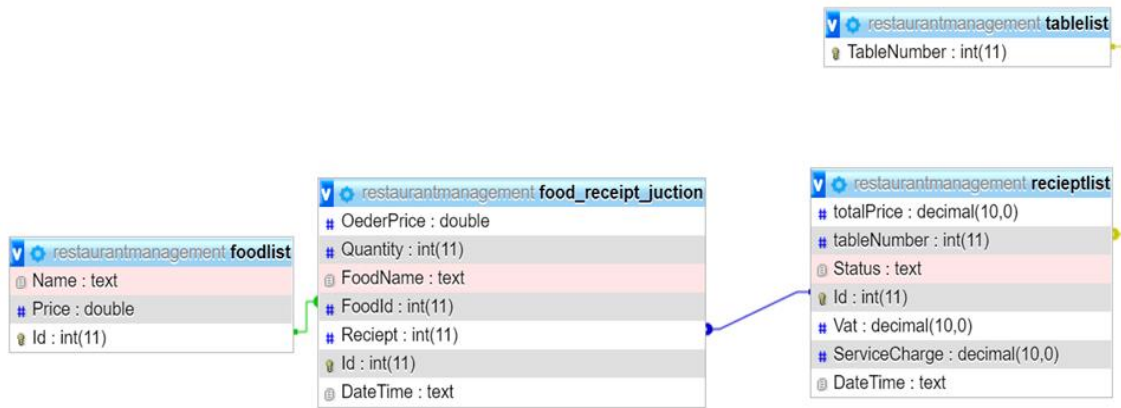 restaurantmanagement tablelist
TableNumber : int(11)
restaurantmanagement foodlist
Name : text
Price : double
Id : int(11)
restaurantmanagement food_receipt_juction
OederPrice : double
Quantity : int(11)
FoodName : text
FoodId : int(11)
Reciept : int(11)
Id : int(11)
DateTime : text
restaurantmanagement recieptlist
totalPrice : decimal(10,0)
tableNumber : int(11)
Status : text
Id : int(11)
Vat : decimal(10,0)
ServiceCharge : decimal(10,0)
DateTime : text